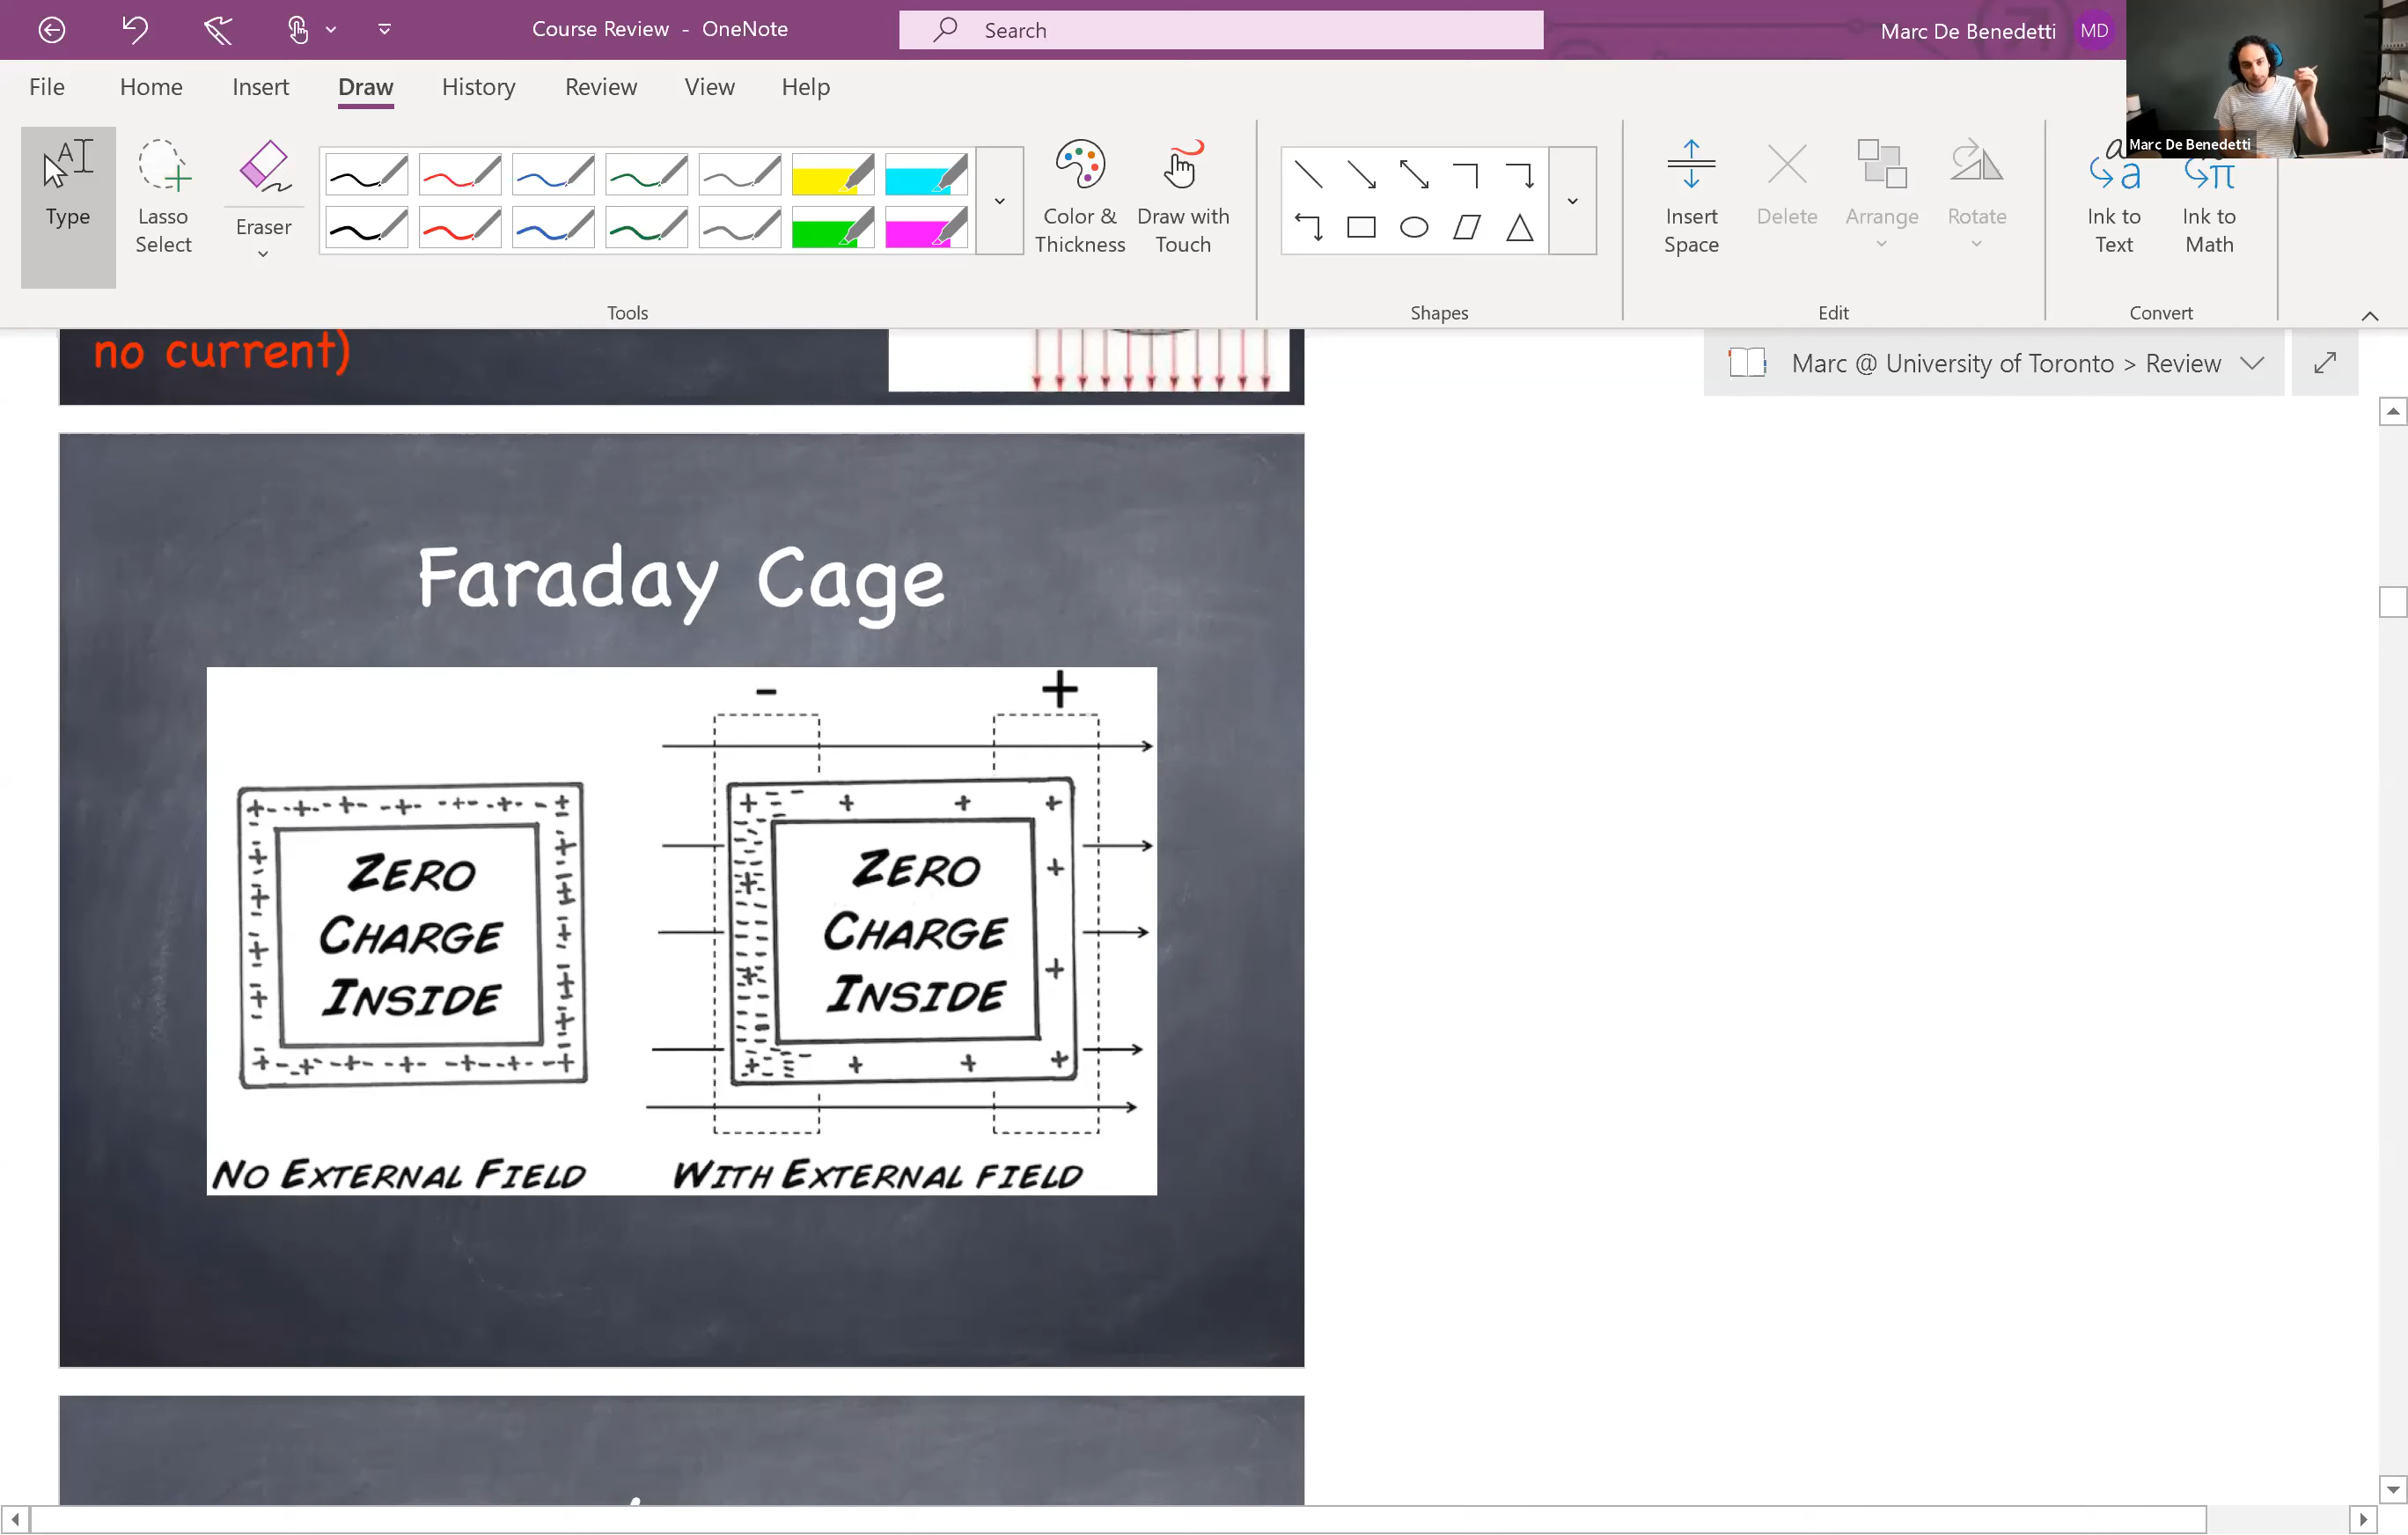 Course Review - OneNote
Search
Marc De Benedetti
MD
File
Home
Insert
Draw
History
Review
View
Help
Type
Lasso
Select
Eraser
Color &
Thickness
Draw with
Touch
Insert
Space
Delete
Arrange
Rotate
Ink to
Text
Ink to
Math
Marc De Benedetti
Tools
Shapes
Edit
Convert
no current)
Marc @ University of Toronto > Review
Faraday Cage
- +
ZERO
CHARGE
INSIDE
ZERO
CHARGE
INSIDE
NO EXTERNAL FIELD
WITH EXTERNAL FIELD